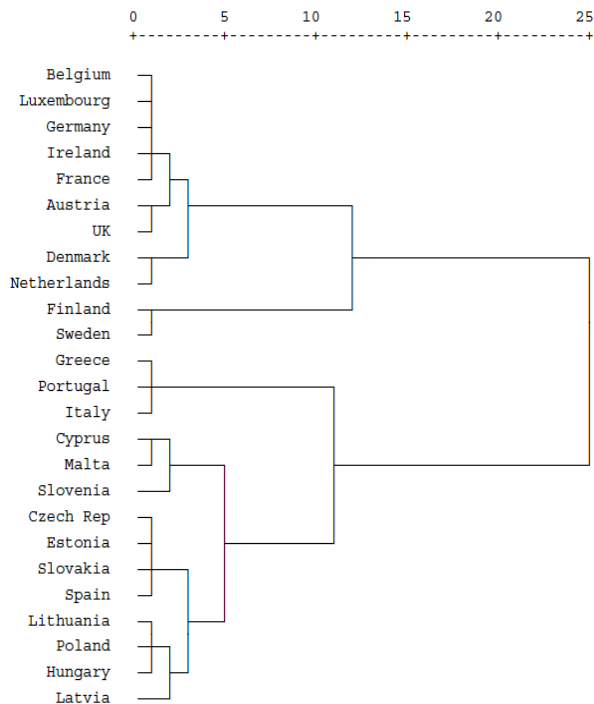 0 5 10 15 20 25
Belgium
Luxembourg
Germany
Ireland
France
Austria
UK
Denmark
Netherlands
Finland
Sweden
Greece
Portugal
Italy
Cyprus
Malta
Slovenia
Czech Rep
Estonia
Slovakia
Spain
Lithuania
Poland
Hungary
Latvia